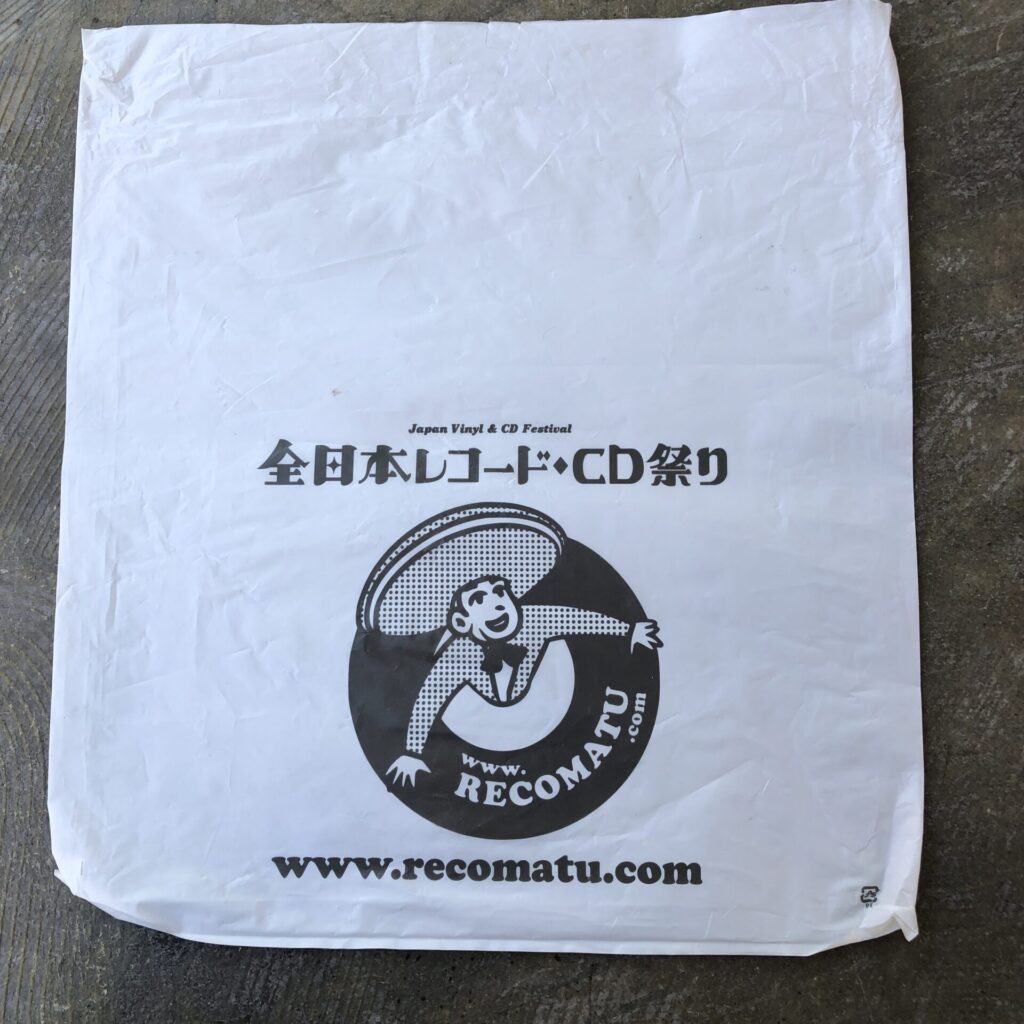 Japan Vinyl & CD Festival
全日本レコード・CD祭り
www.
RECOMATU
.com
www.recomatu.com